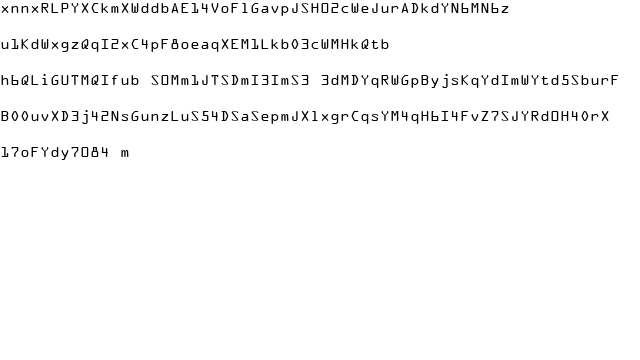 xnnxRLPYXCkmXWddbAE14VoF1GavpJSHO2cWeJurADkdYN6MN6z
u1KdWxgzQqI2xC4pF8oeaqXEM1Lkb03cWMHkQtb
h6QLiGUTMQIfub SOMm1JTSDmI3ImS3 3dMDYqRWGpByjsKqYdImWYtd5SburF
B00uvXD3j42NsGunzLuS54DSaSepmJX1xgrCqsYM4qH6I4FvZ7SJYRdOH40rX
17oFYdy7084 m